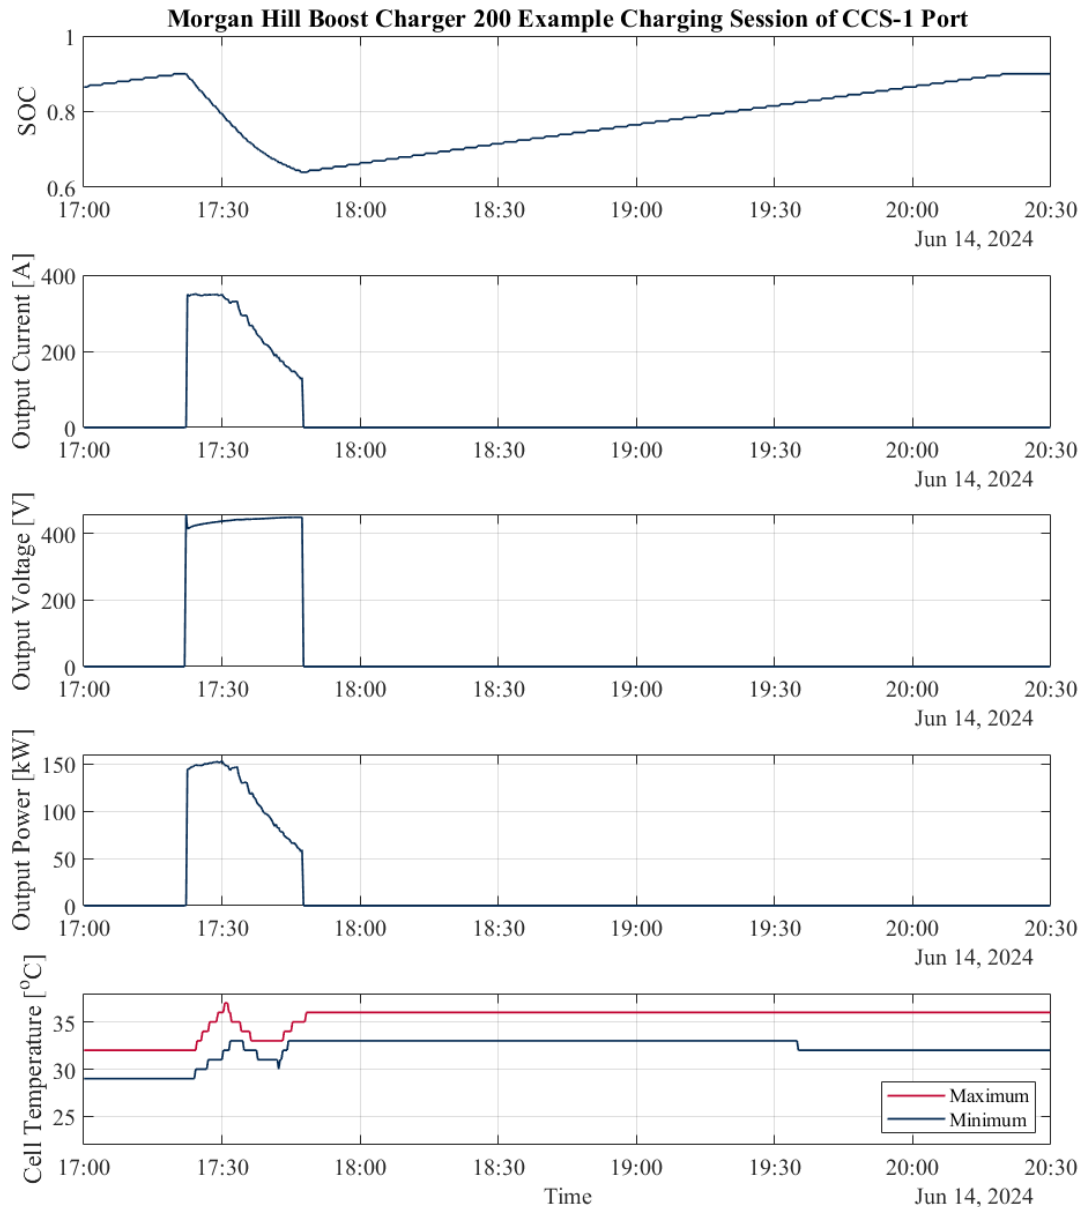 Morgan Hill Boost Charger 200 Example Charging Session of CCS-1 Port
SOC
1
0.8
0.6
17:00 17:30 18:00 18:30 19:00 19:30 20:00 20:30
Jun 14, 2024
Output Current [A]
400
200
0
17:00 17:30 18:00 18:30 19:00 19:30 20:00 20:30
Jun 14, 2024
Output Voltage [V]
400
200
0
17:00 17:30 18:00 18:30 19:00 19:30 20:00 20:30
Jun 14, 2024
Output Power [kW]
150
100
50
0
17:00 17:30 18:00 18:30 19:00 19:30 20:00 20:30
Jun 14, 2024
Cell Temperature [°C]
35
30
25
Maximum
Minimum
17:00 17:30 18:00 18:30 19:00 19:30 20:00 20:30
Time
Jun 14, 2024